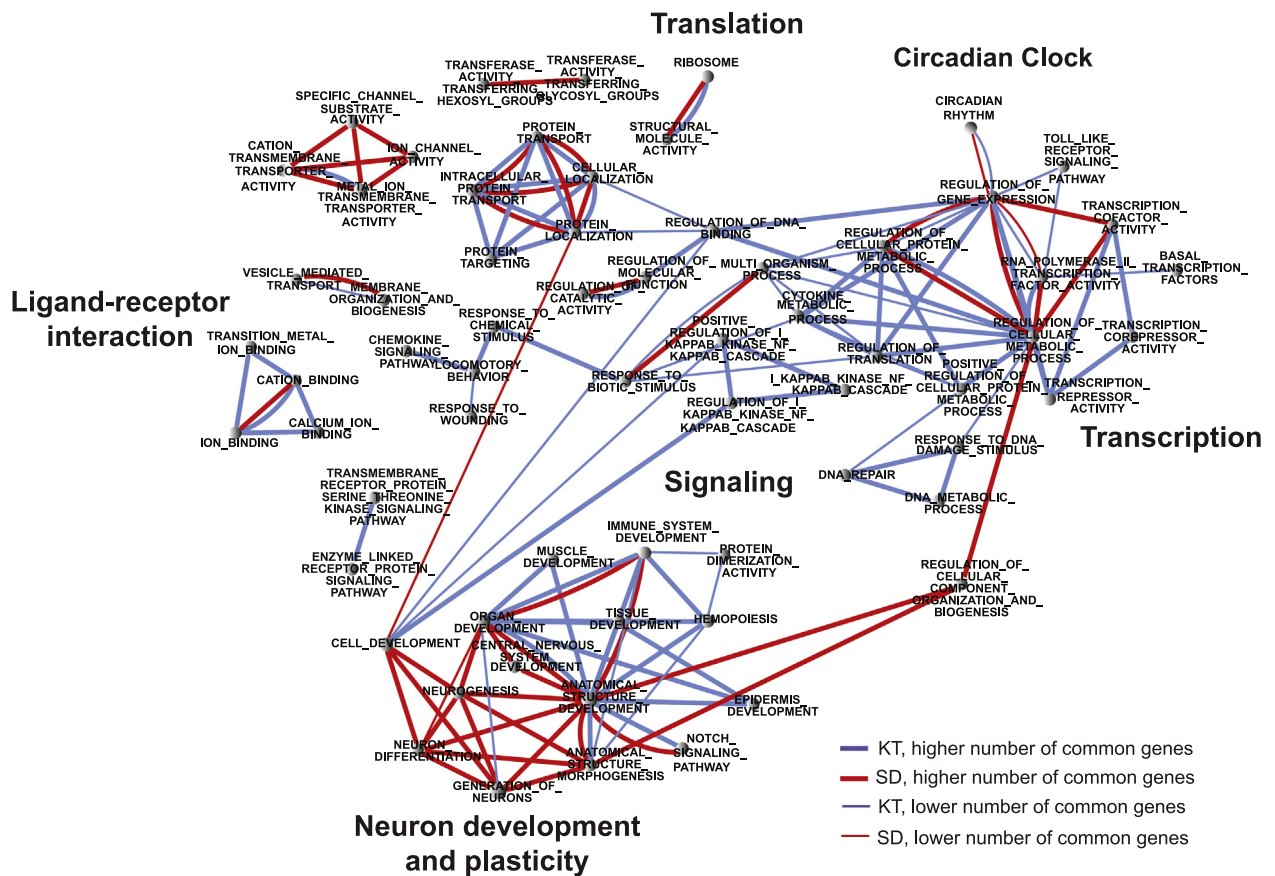 Translation
Circadian Clock
TRANSFERASE_
ACTIVITY_
TRANSFERRING_
HEXOSYL_GROUPS
TRANSFERASE_
ACTIVITY_
TRANSFERRING_
GLYCOSYL_GROUPS
RIBOSOME
STRUCTURAL_
MOLECULE_
ACTIVITY
SPECIFIC_CHANNEL_
SUBSTRATE_
ACTIVITY
CATION_
TRANSMEMBRANE_
TRANSPORTER_
ACTIVITY
ION_CHANNEL_
ACTIVITY
METAL_ION_
TRANSMEMBRANE_
TRANSPORTER_
ACTIVITY
PROTEIN_
TRANSPORT
CELLULAR_
LOCALIZATION
INTRACELLULAR_
PROTEIN_
TRANSPORT
PROTEIN_
LOCALIZATION
PROTEIN_
TARGETING
CIRCADIAN_
RHYTHM
TOLL_LIKE_
RECEPTOR_
SIGNALING_
PATHWAY
REGULATION_OF_
GENE_EXPRESSION
TRANSCRIPTION_
COFACTOR_
ACTIVITY
REGULATION_OF_DNA_
BINDING
REGULATION_OF_
CELLULAR_PROTEIN_
METABOLIC_
PROCESS
RNA_POLYMERASE_II_
TRANSCRIPTION_
FACTOR_ACTIVITY
BASAL_
TRANSCRIPTION_
FACTORS
MULTI_ORGANISM_
PROCESS
REGULATION_OF_
MOLECULAR_
FUNCTION
REGULATION_OF_
CATALYTIC_
ACTIVITY
VESICLE_MEDIATED_
TRANSPORT
MEMBRANE_
ORGANIZATION_AND_
BIOGENESIS
Ligand-receptor
interaction
CYTOKINE_
METABOLIC_
PROCESS
REGULATION_OF_
CELLULAR_
METABOLIC_
PROCESS
TRANSCRIPTION_
COREPRESSOR_
ACTIVITY
RESPONSE_TO_
CHEMICAL_
STIMULUS
POSITIVE_
REGULATION_OF_I_
KAPPAB_KINASE_NF_
KAPPAB_CASCADE
REGULATION_OF_
TRANSLATION
TRANSITION_METAL_
ION_BINDING
CHEMOKINE_
SIGNALING_
PATHWAY
LOCOMOTORY_
BEHAVIOR
CATION_BINDING
RESPONSE_TO_
BIOTIC_STIMULUS
I_KAPPAB_KINASE_NF_
KAPPAB_CASCADE
POSITIVE_
REGULATION_OF_
CELLULAR_PROTEIN_
METABOLIC_
PROCESS
TRANSCRIPTION_
REPRESSOR_
ACTIVITY
REGULATION_OF_I_
KAPPAB_KINASE_NF_
KAPPAB_CASCADE
RESPONSE_TO_
WOUNDING
ION_BINDING
CALCIUM_ION_
BINDING
Transcription
RESPONSE_TO_DNA_
DAMAGE_STIMULUS
DNA_REPAIR
DNA_METABOLIC_
PROCESS
Signaling
TRANSMEMBRANE_
RECEPTOR_PROTEIN_
SERINE_THREONINE_
KINASE_SIGNALING_
PATHWAY
ENZYME_LINKED_
RECEPTOR_PROTEIN_
SIGNALING_
PATHWAY
IMMUNE_SYSTEM_
DEVELOPMENT
MUSCLE_
DEVELOPMENT
PROTEIN_
DIMERIZATION_
ACTIVITY
REGULATION_OF_
CELLULAR_
COMPONENT_
ORGANIZATION_AND_
BIOGENESIS
ORGAN_
DEVELOPMENT
TISSUE_
DEVELOPMENT
HEMOPOIESIS
CELL_DEVELOPMENT
CENTRAL_NERVOUS_
SYSTEM_
DEVELOPMENT
NEUROGENESIS
ANATOMICAL_
STRUCTURE_
DEVELOPMENT
EPIDERMIS_
DEVELOPMENT
NEURON_
DIFFERENTIATION
ANATOMICAL_
STRUCTURE_
MORPHOGENESIS
NOTCH_
SIGNALING_
PATHWAY
GENERATION_OF_
NEURONS
Neuron development
and plasticity
KT, higher number of common genes
SD, higher number of common genes
KT, lower number of common genes
SD, lower number of common genes